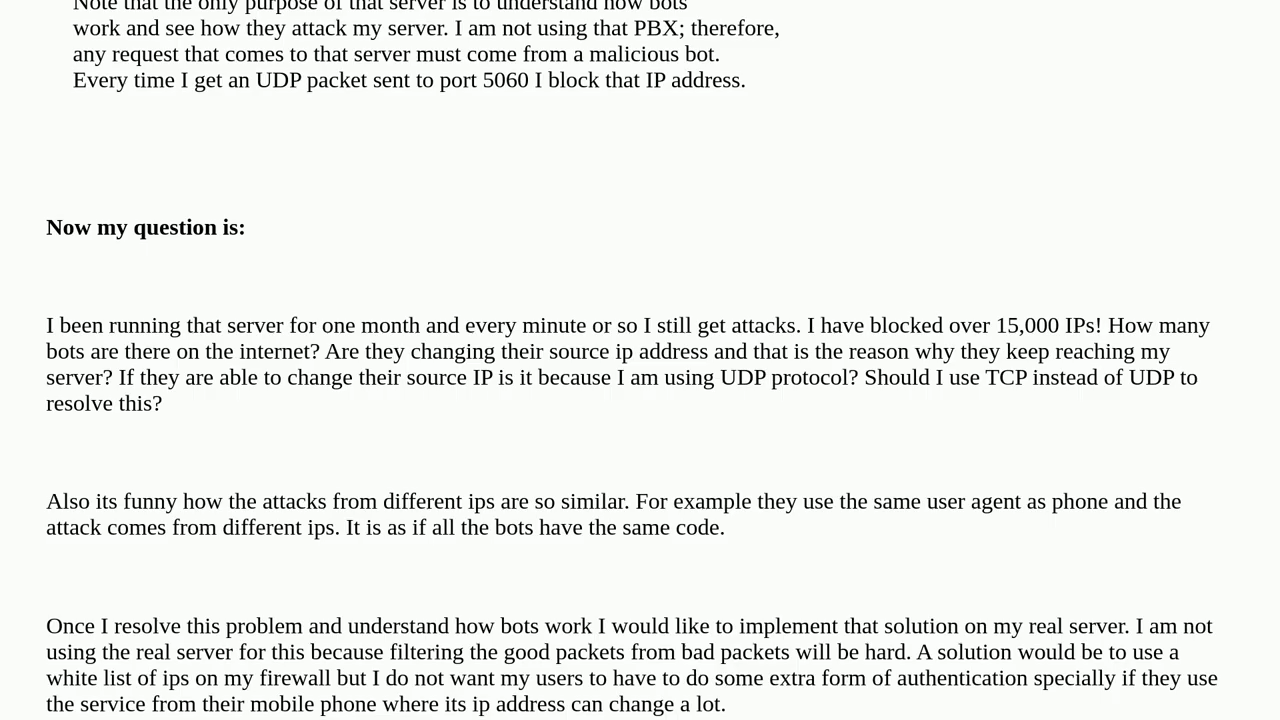 Note that the only purpose of that server is to understand how bots
work and see how they attack my server. I am not using that PBX; therefore,
any request that comes to that server must come from a malicious bot.
Every time I get an UDP packet sent to port 5060 I block that IP address.
Now my question is:
I been running that server for one month and every minute or so I still get attacks. I have blocked over 15,000 IPs! How many
bots are there on the internet? Are they changing their source ip address and that is the reason why they keep reaching my
server? If they are able to change their source IP is it because I am using UDP protocol? Should I use TCP instead of UDP to
resolve this?
Also its funny how the attacks from different ips are so similar. For example they use the same user agent as phone and the
attack comes from different ips. It is as if all the bots have the same code.
Once I resolve this problem and understand how bots work I would like to implement that solution on my real server. I am not
using the real server for this because filtering the good packets from bad packets will be hard. A solution would be to use a
white list of ips on my firewall but I do not want my users to have to do some extra form of authentication specially if they use
the service from their mobile phone where its ip address can change a lot.